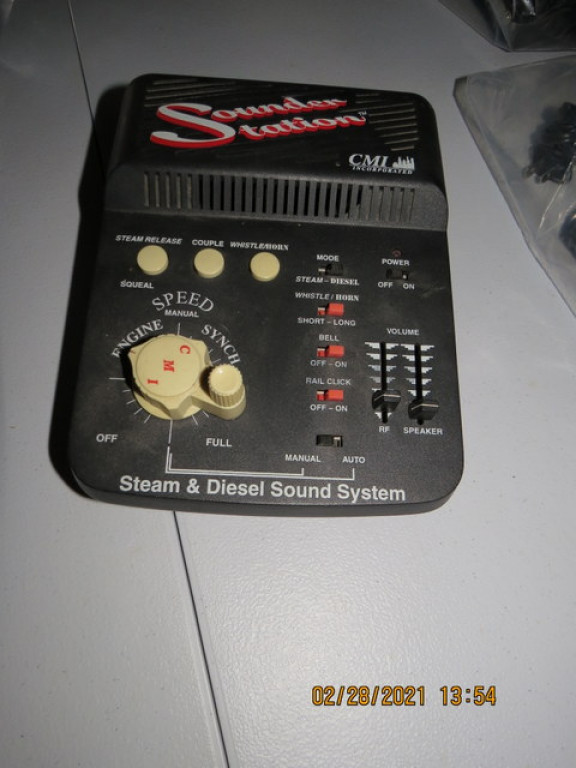 Sounder
Station™
CMI
INCORPORATED
STEAM RELEASE COUPLE WHISTLE/HORN
SQUEAL
MODE
STEAM - DIESEL
POWER
OFF ON
WHISTLE / HORN
SHORT - LONG
BELL
OFF - ON
RAIL CLICK
OFF - ON
VOLUME
RF SPEAKER
SPEED
MANUAL
ENGINE SYNCH
CMI
OFF FULL
MANUAL AUTO
Steam & Diesel Sound System
02/28/2021 13:54